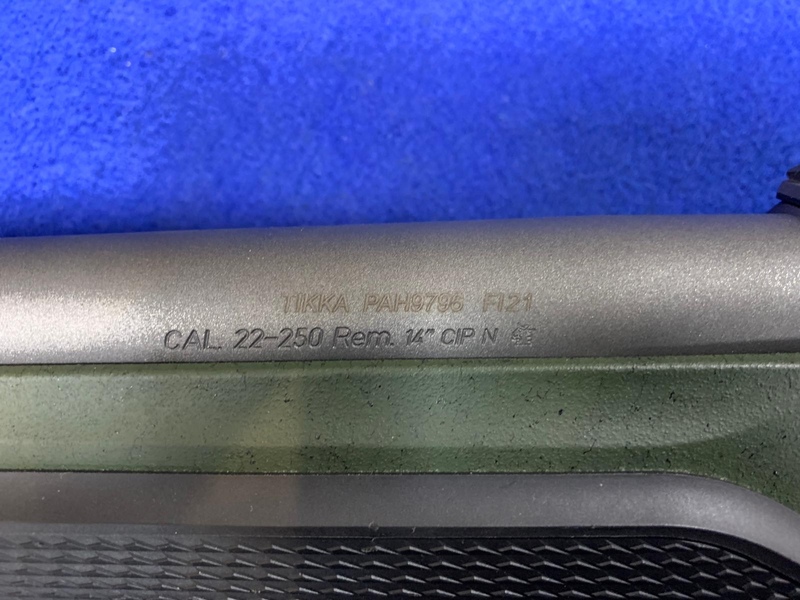 TIKKA PAH9796 FI21
CAL. 22-250 Rem. 14" CIP N